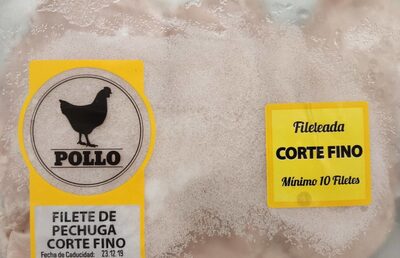 POLLO
FILETE DE
PECHUGA
CORTE FINO
Fecha de Caducidad: 23.12.19
Fileteada
CORTE FINO
Mínimo 10 Filetes